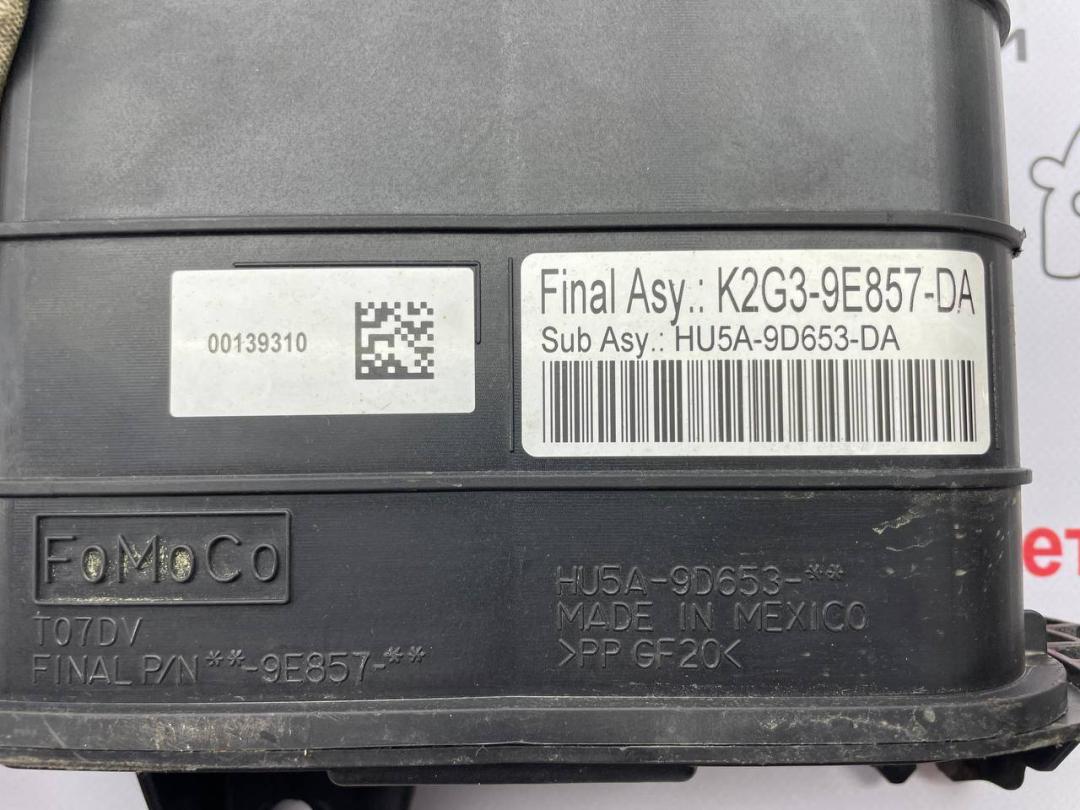 00139310
Final Asy.: K2G3-9E857-DA
Sub Asy.: HU5A-9D653-DA
FoMoCo
T07DV
FINAL P/N **-9E857-**
HU5A-9D653-**
MADE IN MEXICO
>PP GF20<